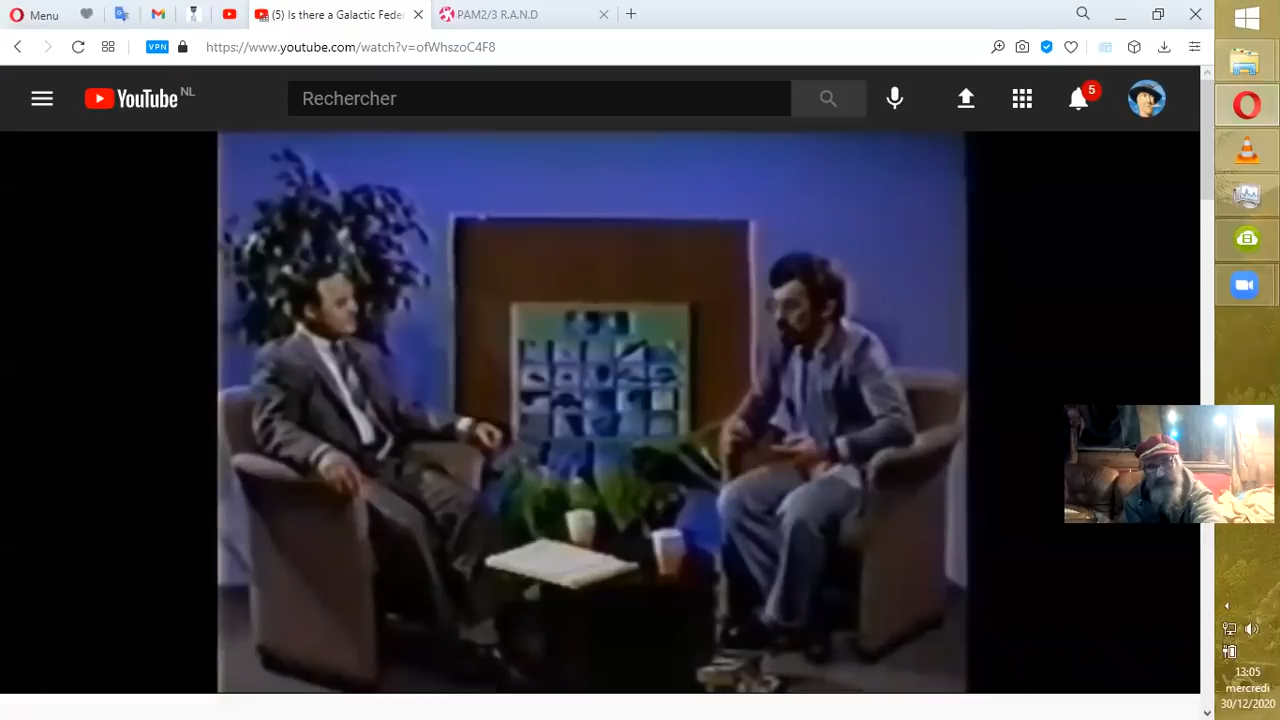 Menu
(5) Is there a Galactic Feder
PAM2/3 R.A.N.D
VPN
https://www.youtube.com/watch?v=ofWhszoC4F8
YouTube NL
Rechercher
5
13:05
mercredi
30/12/2020